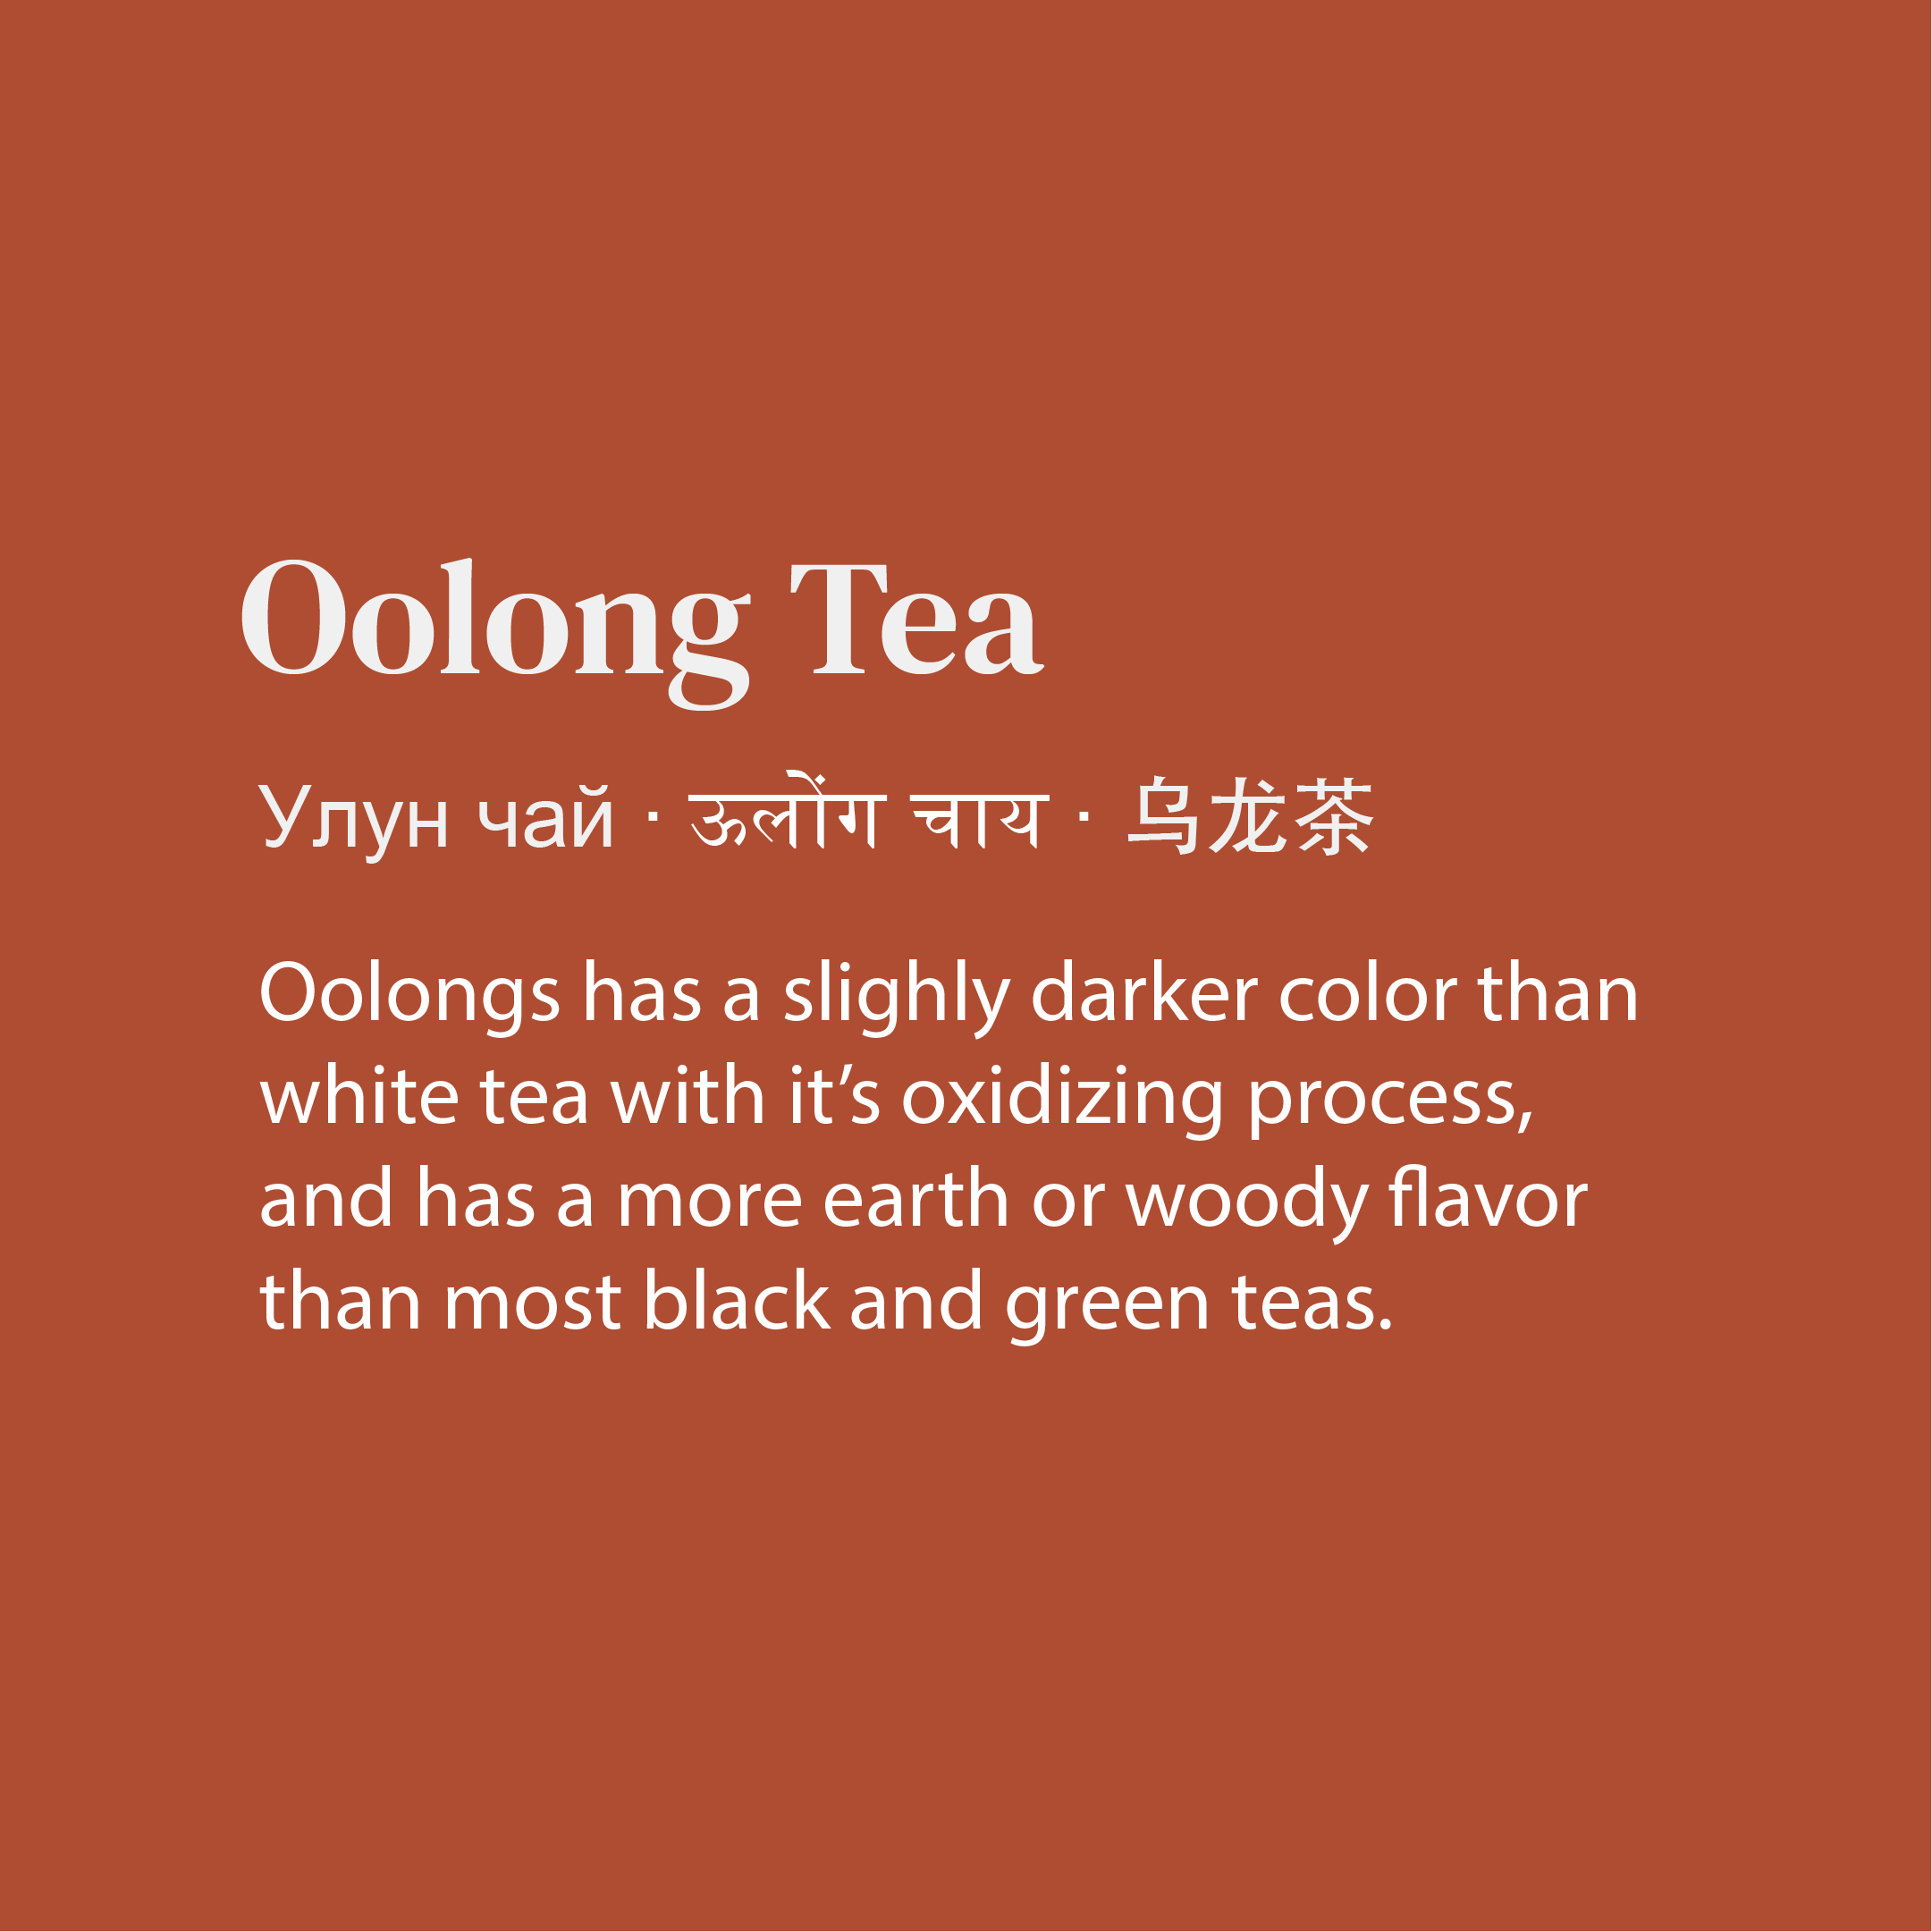 Oolong Tea
Улун чай · ऊलोंग चाय · 乌龙茶
Oolongs has a slighly darker color than
white tea with it’s oxidizing process,
and has a more earth or woody flavor
than most black and green teas.